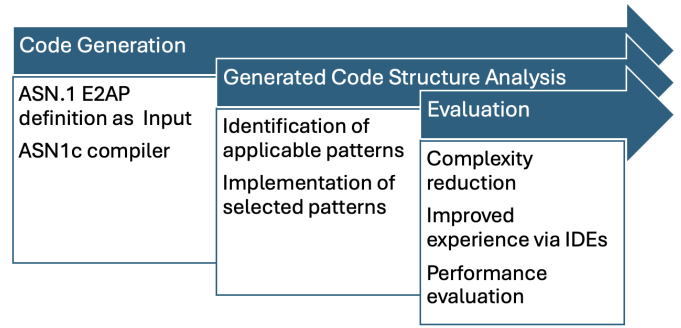 Code Generation
ASN.1 E2AP
definition as Input
ASN1c compiler
Generated Code Structure Analysis
Identification of
applicable patterns
Implementation of
selected patterns
Evaluation
Complexity
reduction
Improved
experience via IDEs
Performance
evaluation